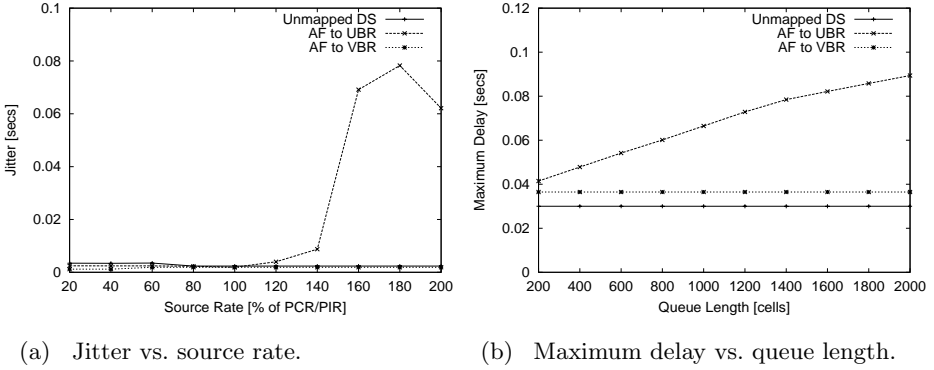 Jitter [secs]
0.1
0.08
0.06
0.04
0.02
0
20 40 60 80 100 120 140 160 180 200
Source Rate [% of PCR/PIR]
Unmapped DS
AF to UBR
AF to VBR
(a) Jitter vs. source rate.
Maximum Delay [secs]
0.12
0.1
0.08
0.06
0.04
0.02
0
200 400 600 800 1000 1200 1400 1600 1800 2000
Queue Length [cells]
Unmapped DS
AF to UBR
AF to VBR
(b) Maximum delay vs. queue length.